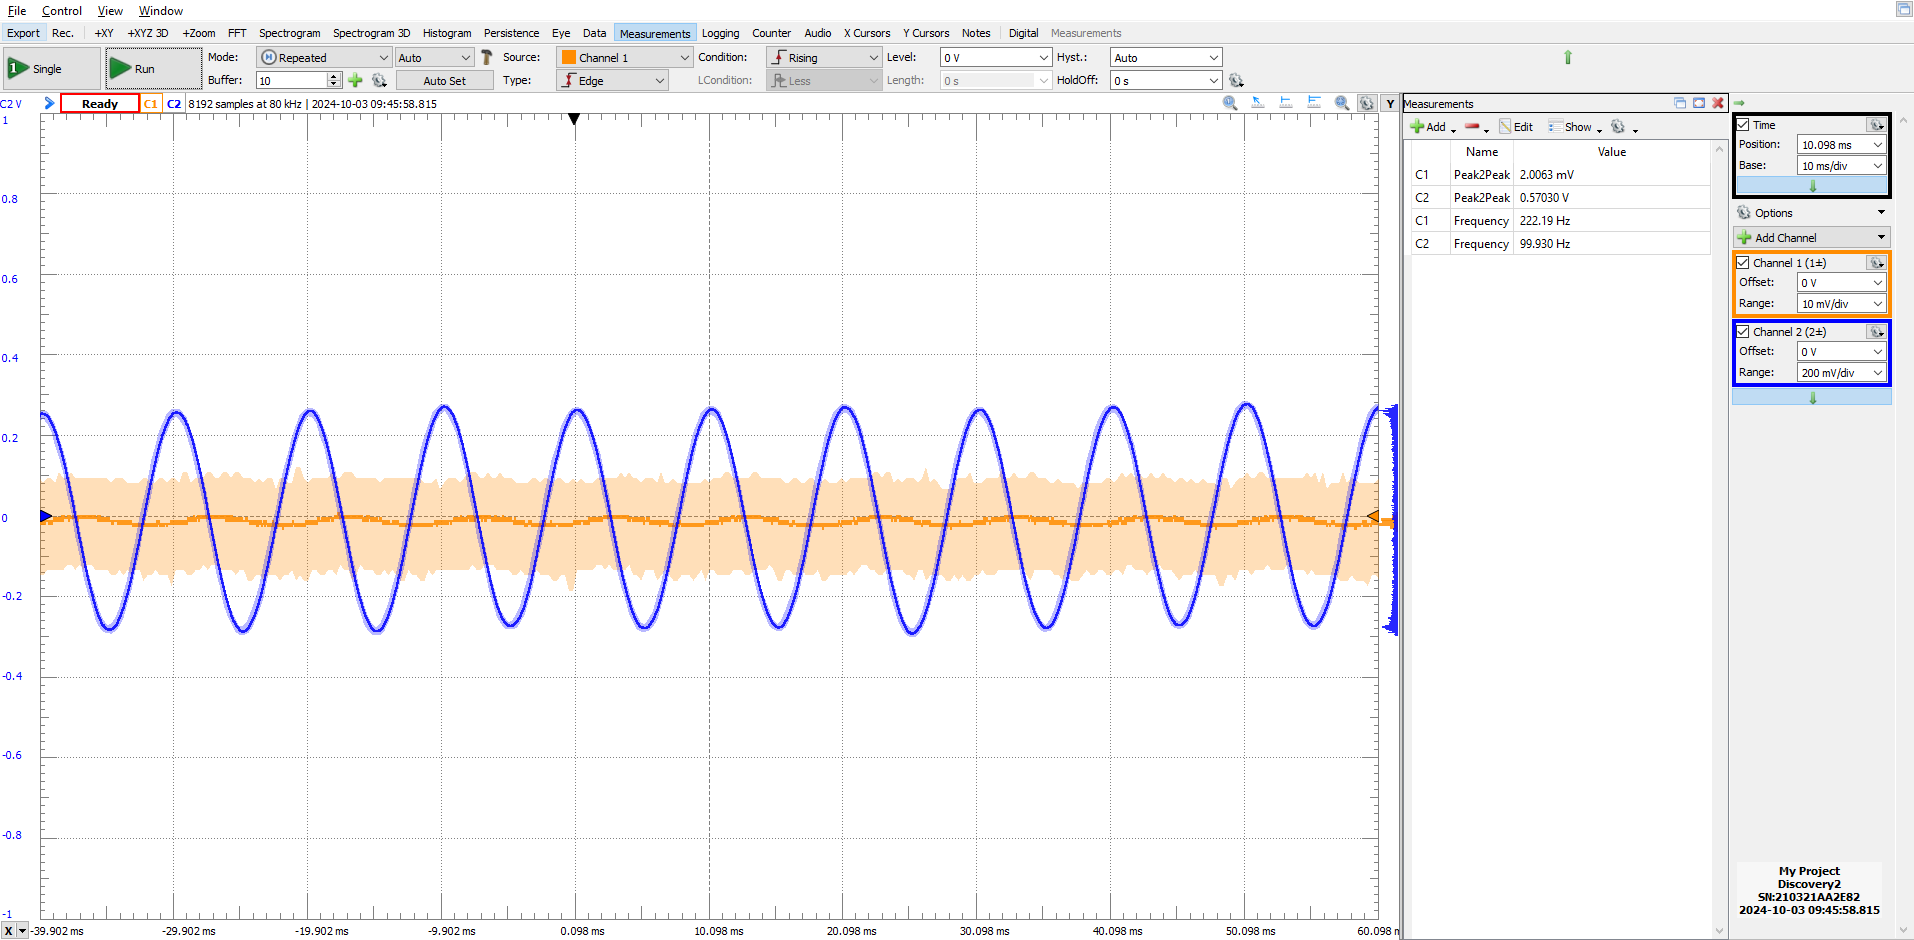 File Control View Window
Export Rec. +XY +XYZ 3D +Zoom FFT Spectrogram Spectrogram 3D Histogram Persistence Eye Data Measurements Logging Counter Audio X Cursors Y Cursors Notes Digital Measurements
1 Single Run Mode: Repeated Auto Source: Channel 1 Condition: Rising Level: 0 V Hyst.: Auto
Buffer: 10 Auto Set Type: Edge LCondition: Less Length: 0 s HoldOff: 0 s
C2 V Ready C1 C2 8192 samples at 80 kHz | 2024-10-03 09:45:58.815 Y
1
0.8
0.6
0.4
0.2
0
-0.2
-0.4
-0.6
-0.8
-1
X -39.902 ms -29.902 ms -19.902 ms -9.902 ms 0.098 ms 10.098 ms 20.098 ms 30.098 ms 40.098 ms 50.098 ms 60.098 m
Measurements
Add Edit Show
Name Value
C1 Peak2Peak 2.0063 mV
C2 Peak2Peak 0.57030 V
C1 Frequency 222.19 Hz
C2 Frequency 99.930 Hz
Time
Position: 10.098 ms
Base: 10 ms/div
Options
Add Channel
Channel 1 (1±)
Offset: 0 V
Range: 10 mV/div
Channel 2 (2±)
Offset: 0 V
Range: 200 mV/div
My Project
Discovery2
SN:210321AA2E82
2024-10-03 09:45:58.815